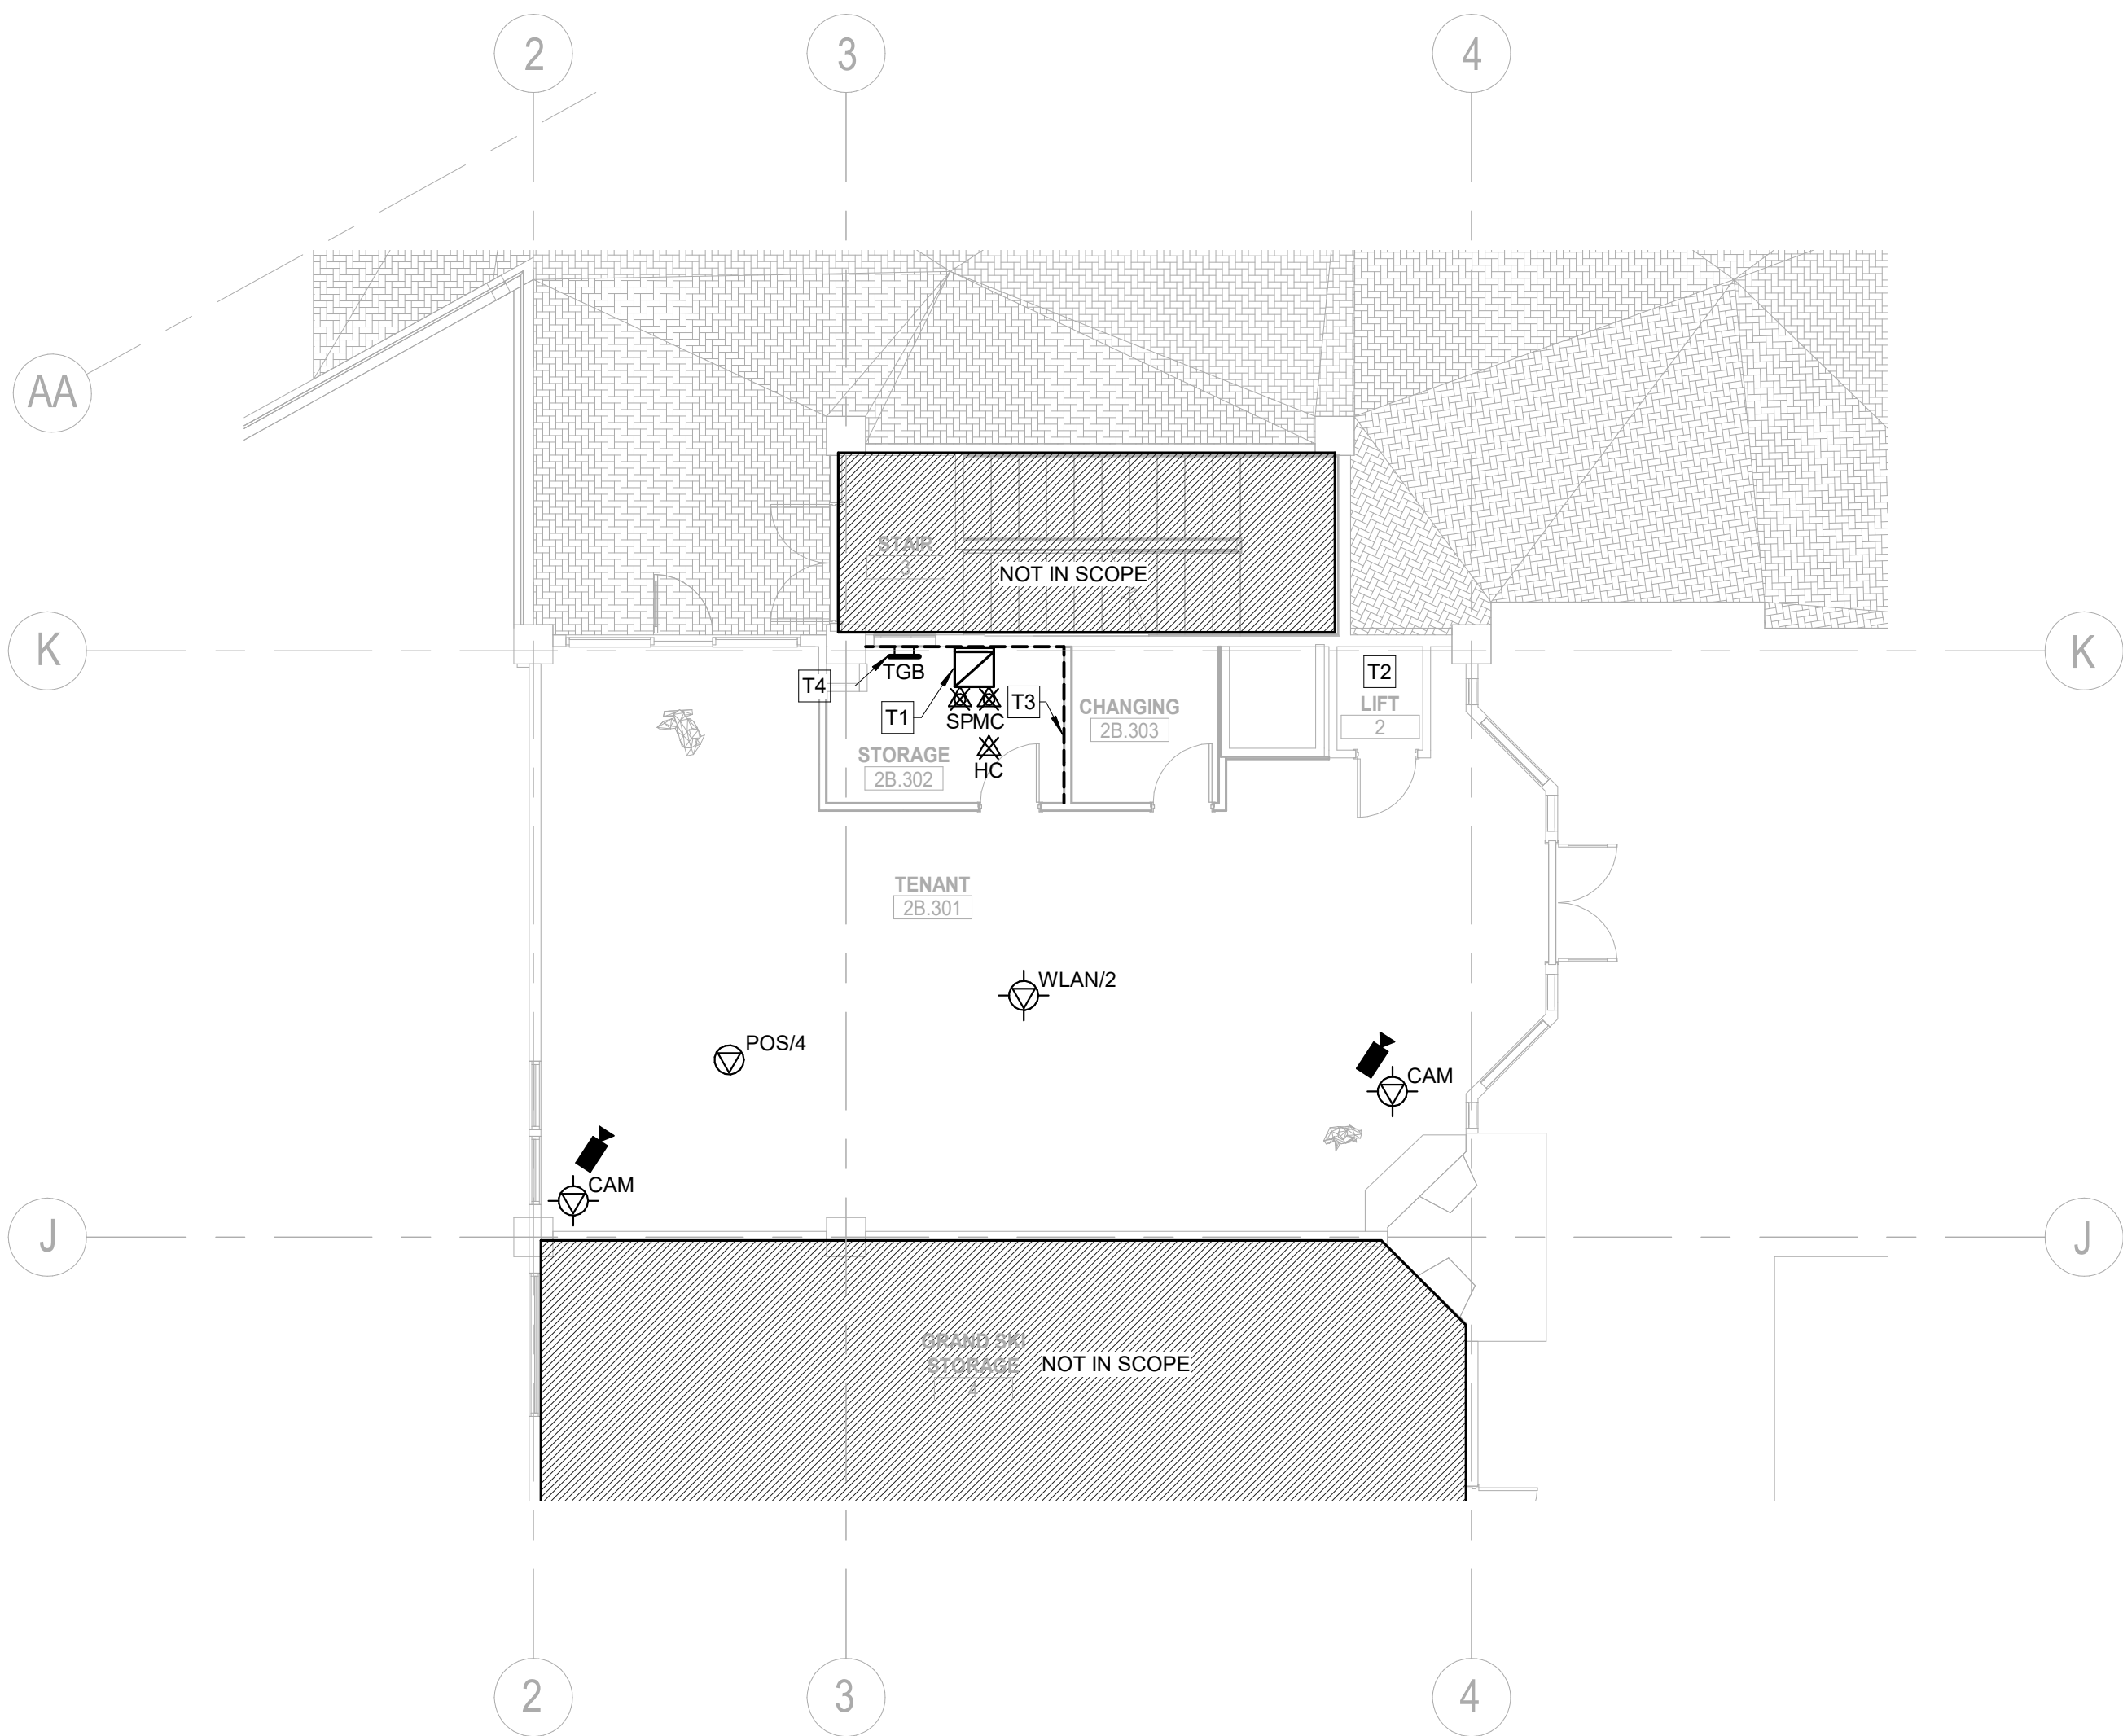 2
3
4
AA
STAIR
3
NOT IN SCOPE
K
K
T4
TGB
T1
SPMC
T3
T2
LIFT
2
CHANGING
2B.303
STORAGE
2B.302
HC
TENANT
2B.301
WLAN/2
POS/4
CAM
CAM
J
J
GRAND SKI
STORAGE
4
NOT IN SCOPE
2
3
4